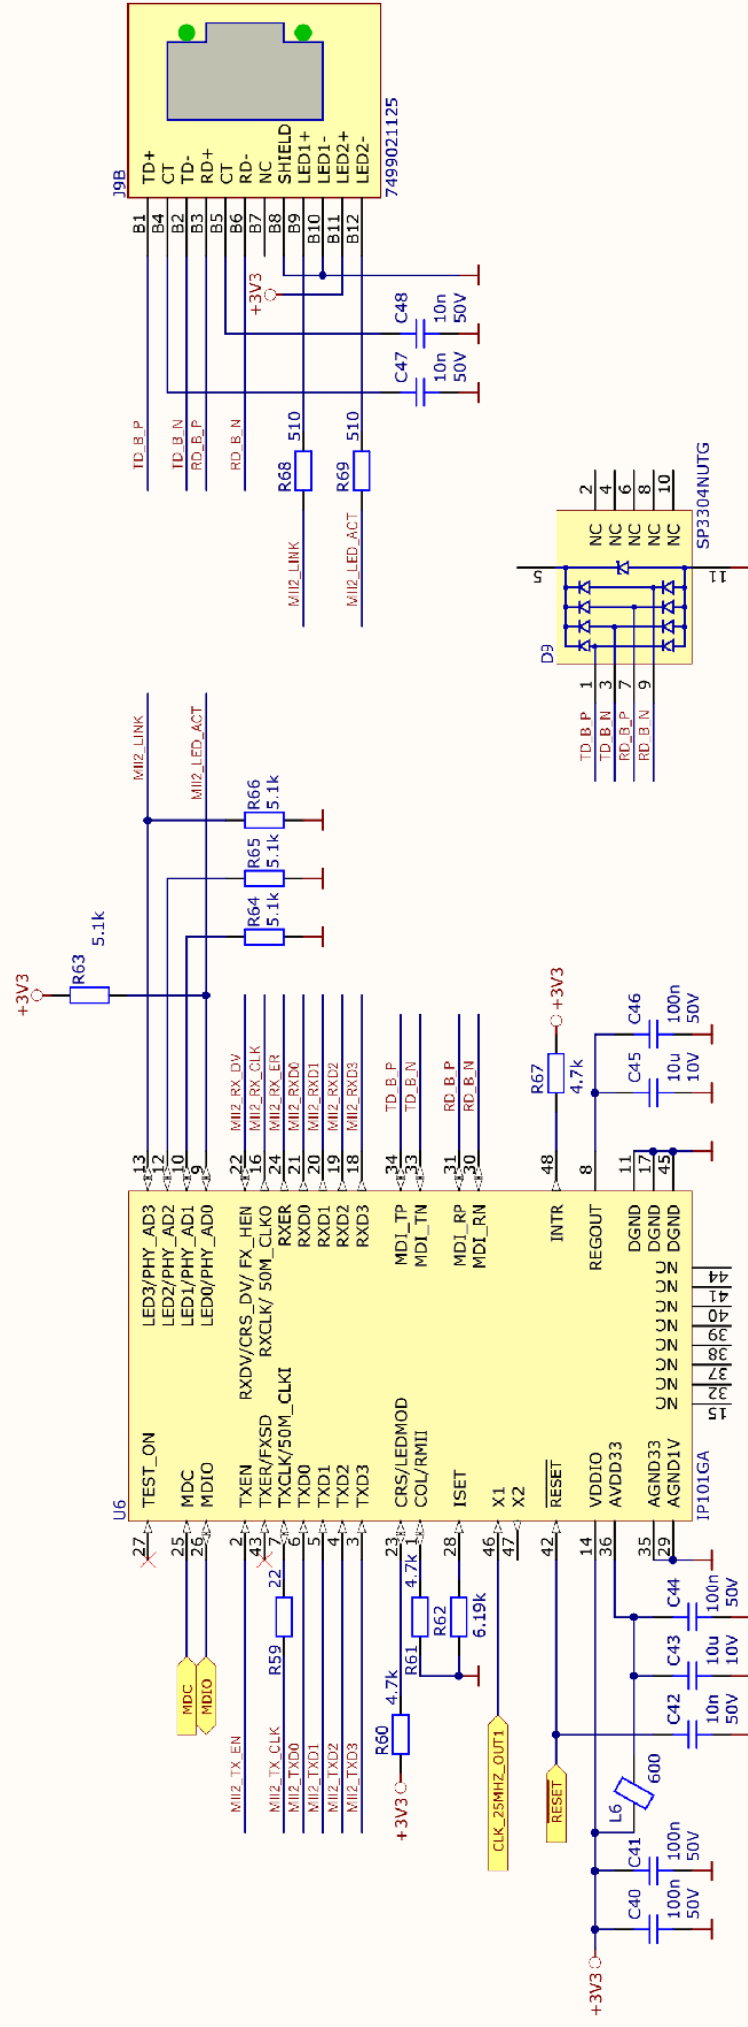 J9B
TD+
CT
TD-
RD+
CT
RD-
NC
SHIELD
LED1+
LED1-
LED2+
LED2-
7499021125
B1
B4
B2
B3
B5
B6
B7
B8
B9
B10
B11
B12
+3V3
C48
10n
50V
C47
10n
50V
TD_B_P
TD_B_N
RD_B_P
RD_B_N
R68
510
R69
510
MII2_LINK
MII2_LED_ACT
D9
SP3304NUTG
5
11
NC
NC
NC
NC
NC
2
4
6
8
10
1
3
7
9
TD_B_P
TD_B_N
RD_B_P
RD_B_N
MII2_LINK
MII2_LED_ACT
R66
5.1k
R65
5.1k
R64
5.1k
R63
5.1k
+3V3
MII2_RX_DV
MII2_RX_CLK
MII2_RX_ER
MII2_RXD0
MII2_RXD1
MII2_RXD2
MII2_RXD3
TD_B_P
TD_B_N
RD_B_P
RD_B_N
+3V3
R67
4.7k
C46
100n
50V
C45
10u
10V
13
12
10
9
22
16
24
21
20
19
18
34
33
31
30
48
8
11
17
45
LED3/PHY_AD3
LED2/PHY_AD2
LED1/PHY_AD1
LED0/PHY_AD0
RXDV/CRS_DV/ FX_HEN
RXCLK/ 50M_CLKO
RXER
RXD0
RXD1
RXD2
RXD3
MDI_TP
MDI_TN
MDI_RP
MDI_RN
INTR
REGOUT
DGND
DGND
DGND
NC
NC
NC
NC
NC
NC
NC
NC
44
41
40
39
38
37
32
15
U6
IP101GA
TEST_ON
MDC
MDIO
TXEN
TXER/FXSD
TXCLK/50M_CLKI
TXD0
TXD1
TXD2
TXD3
CRS/LEDMOD
COL/RMII
ISET
X1
X2
RESET
VDDIO
AVDD33
AGND33
AGND1V
27
25
26
2
43
7
6
5
4
3
23
1
28
46
47
42
14
36
35
29
MDC
MDIO
R59
22
MII2_TX_EN
MII2_TX_CLK
MII2_TXD0
MII2_TXD1
MII2_TXD2
MII2_TXD3
R60
4.7k
+3V3
R61
4.7k
R62
6.19k
CLK_25MHZ_OUT1
RESET
C44
100n
50V
C43
10u
10V
C42
10n
50V
L6
600
C41
100n
50V
C40
100n
50V
+3V3